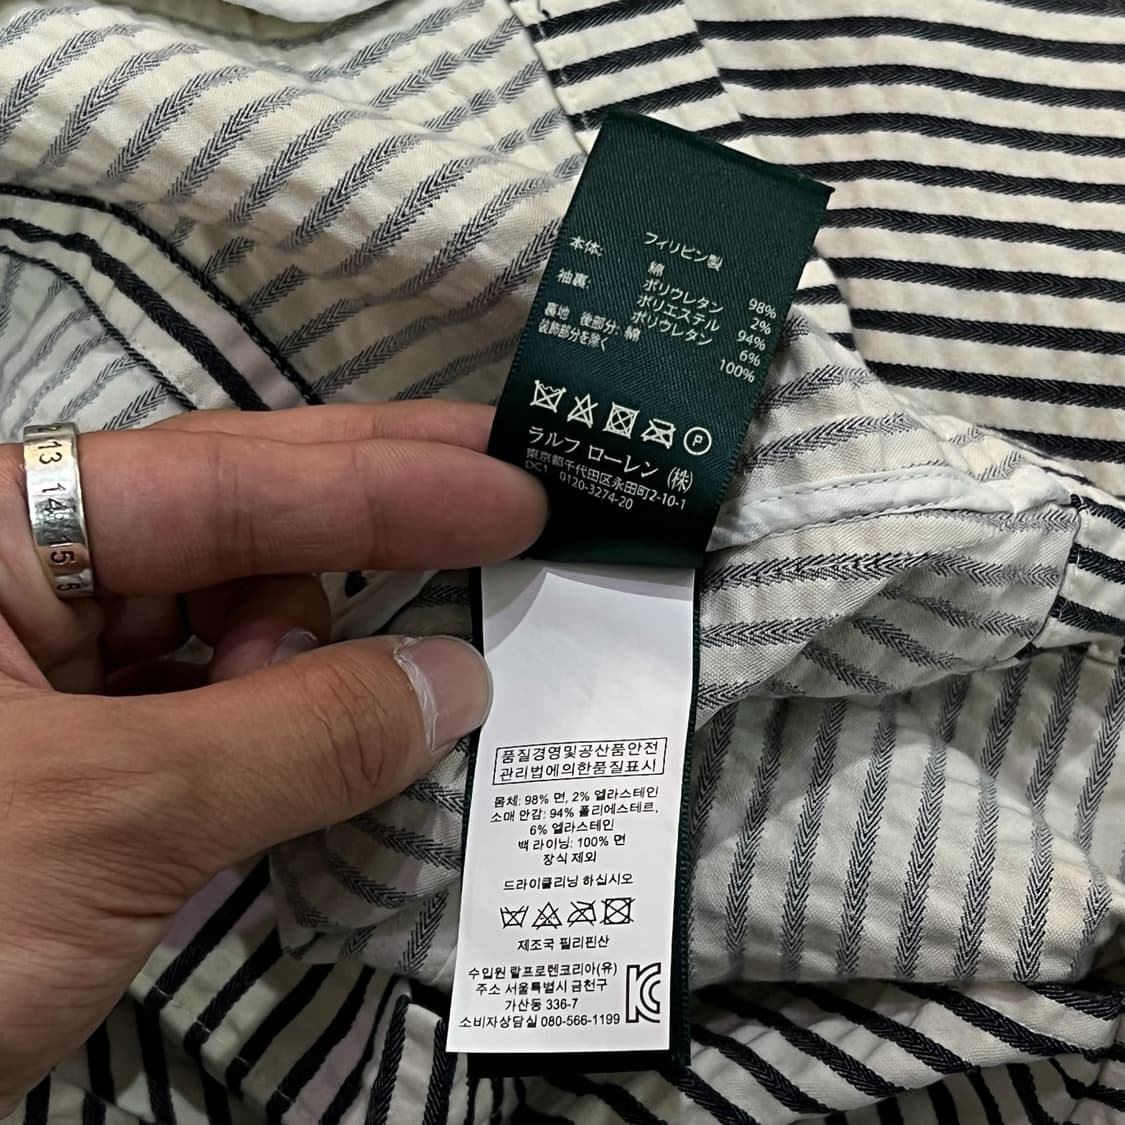 フィリピン製
本体: 綿 98%
ポリウレタン 2%
袖裏: ポリエステル 94%
ポリウレタン 6%
裏地 後部分: 綿 100%
装飾部分を除く
P
ラルフ ローレン (株)
東京都千代田区永田町2-10-1
DC1 0120-3274-20
13 14 15 16
품질경영및공산품안전
관리법에의한품질표시
몸체: 98% 면, 2% 엘라스테인
소매 안감: 94% 폴리에스테르,
6% 엘라스테인
백 라이닝: 100% 면
장식 제외
드라이클리닝 하십시오
제조국 필리핀산
수입원 랄프로렌코리아(유)
주소 서울특별시 금천구
가산동 336-7
소비자상담실 080-566-1199
KC